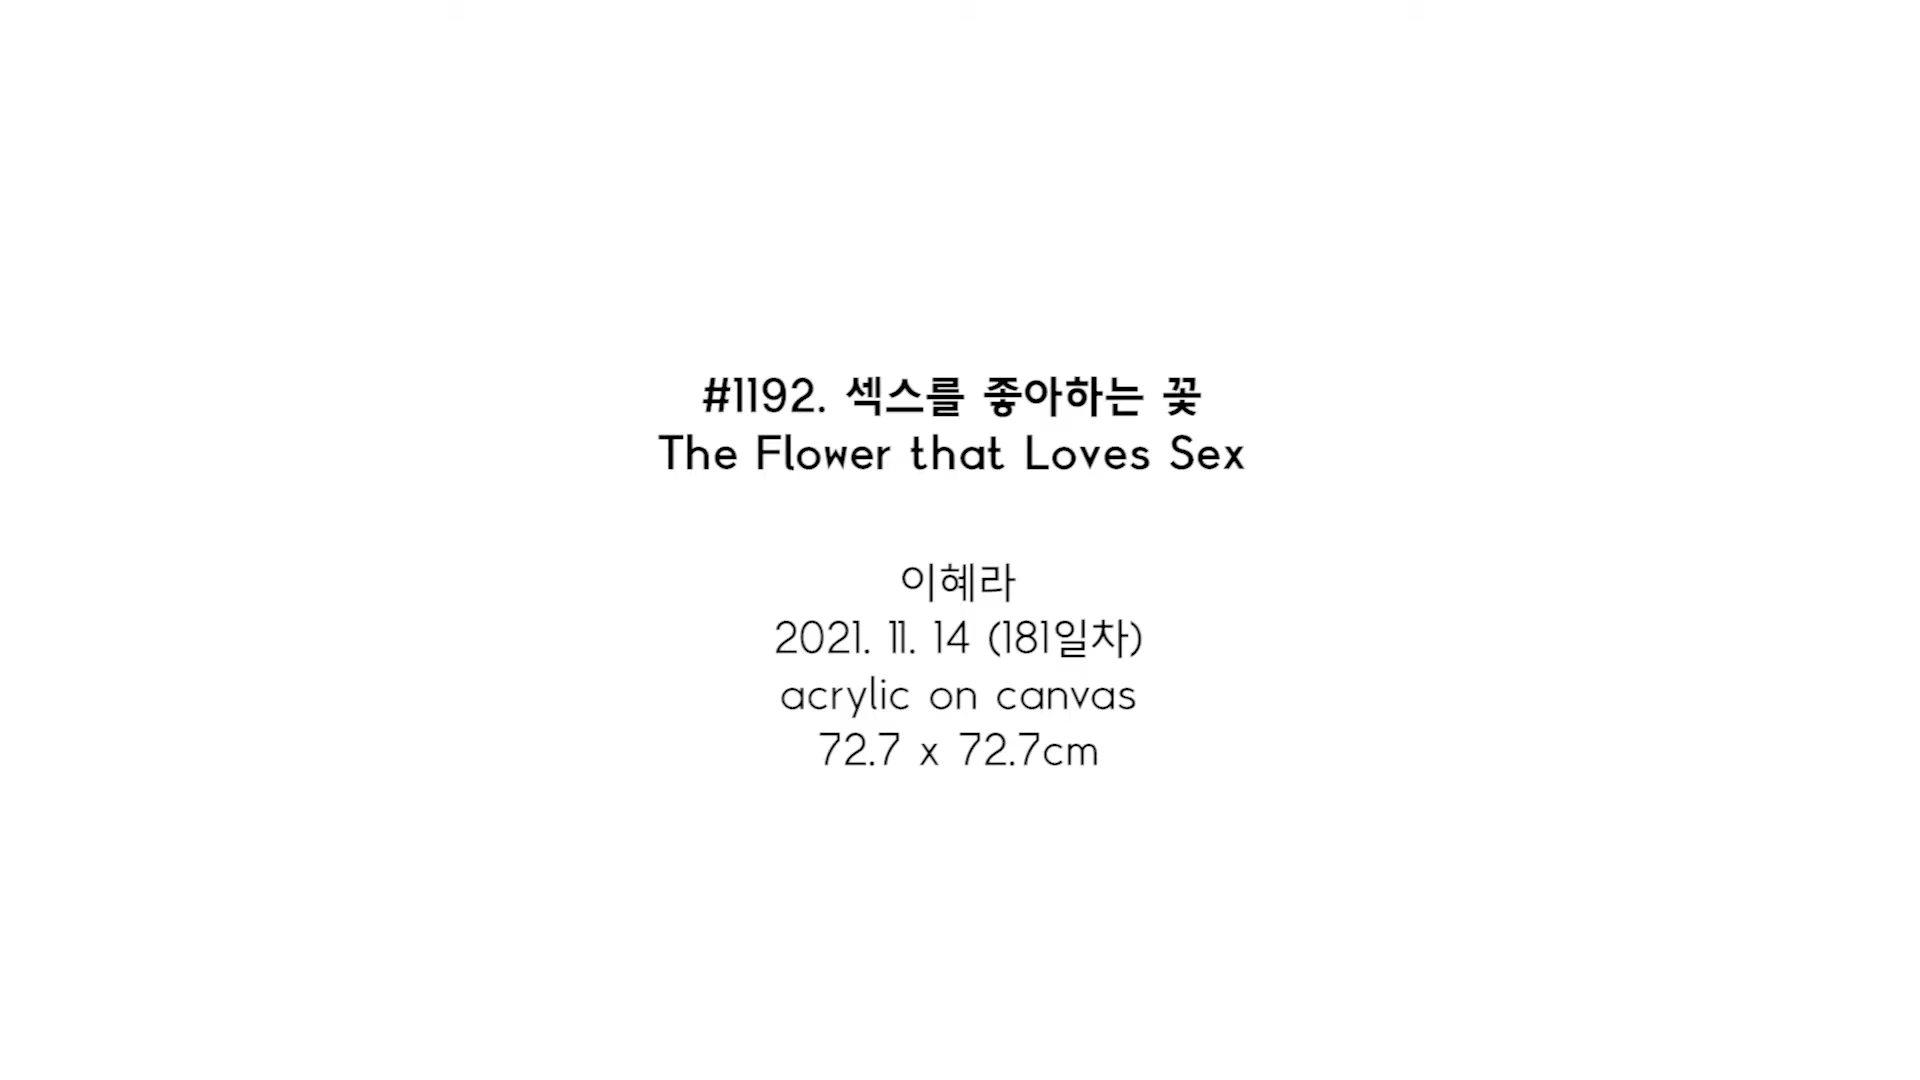 #1192. 섹스를 좋아하는 꽃
The Flower that Loves Sex
이혜라
2021. 11. 14 (181일차)
acrylic on canvas
72.7 x 72.7cm